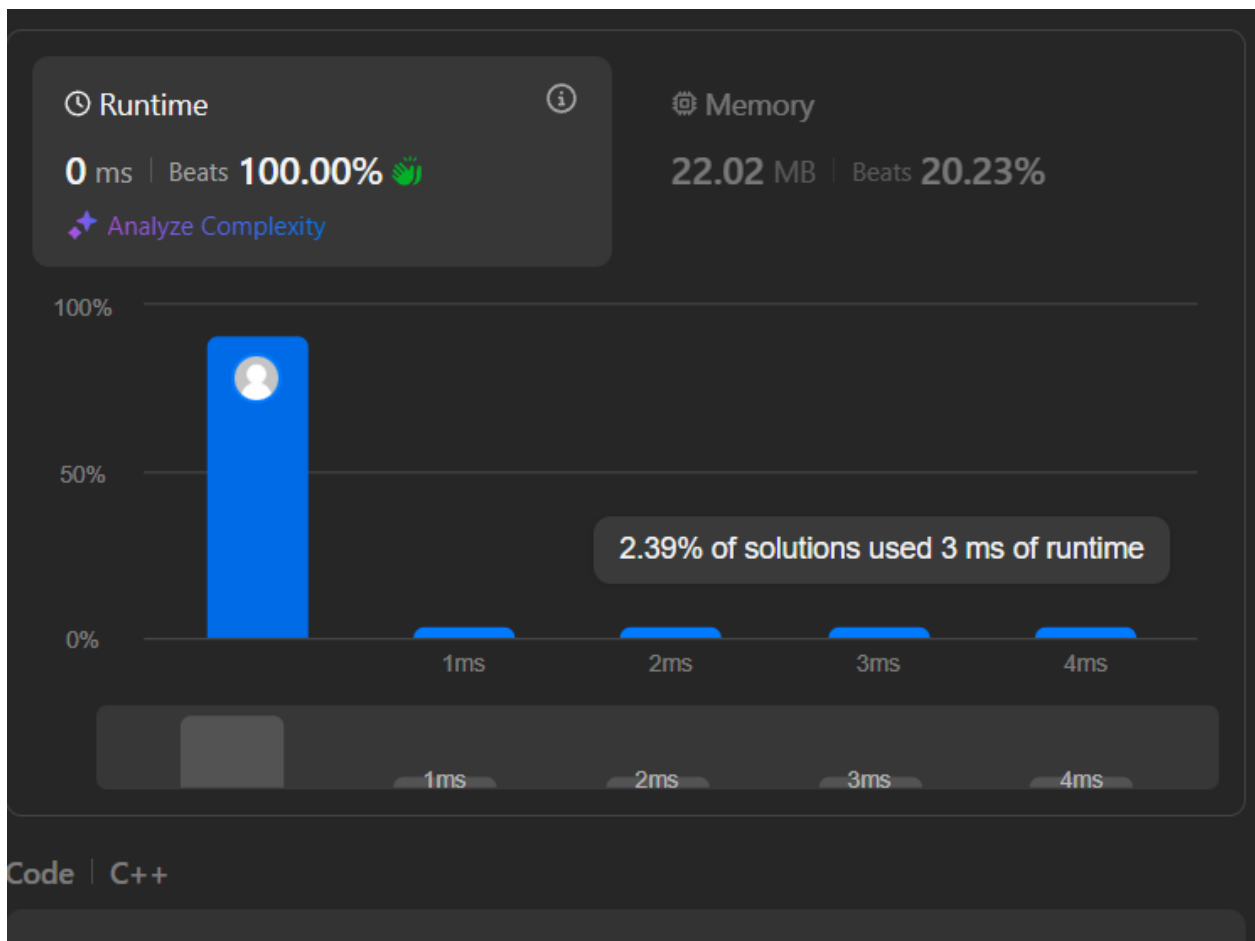 Runtime
0 ms | Beats 100.00%
Analyze Complexity
Memory
22.02 MB | Beats 20.23%
100%
50%
0%
2.39% of solutions used 3 ms of runtime
1ms 2ms 3ms 4ms
1ms 2ms 3ms 4ms
Code | C++